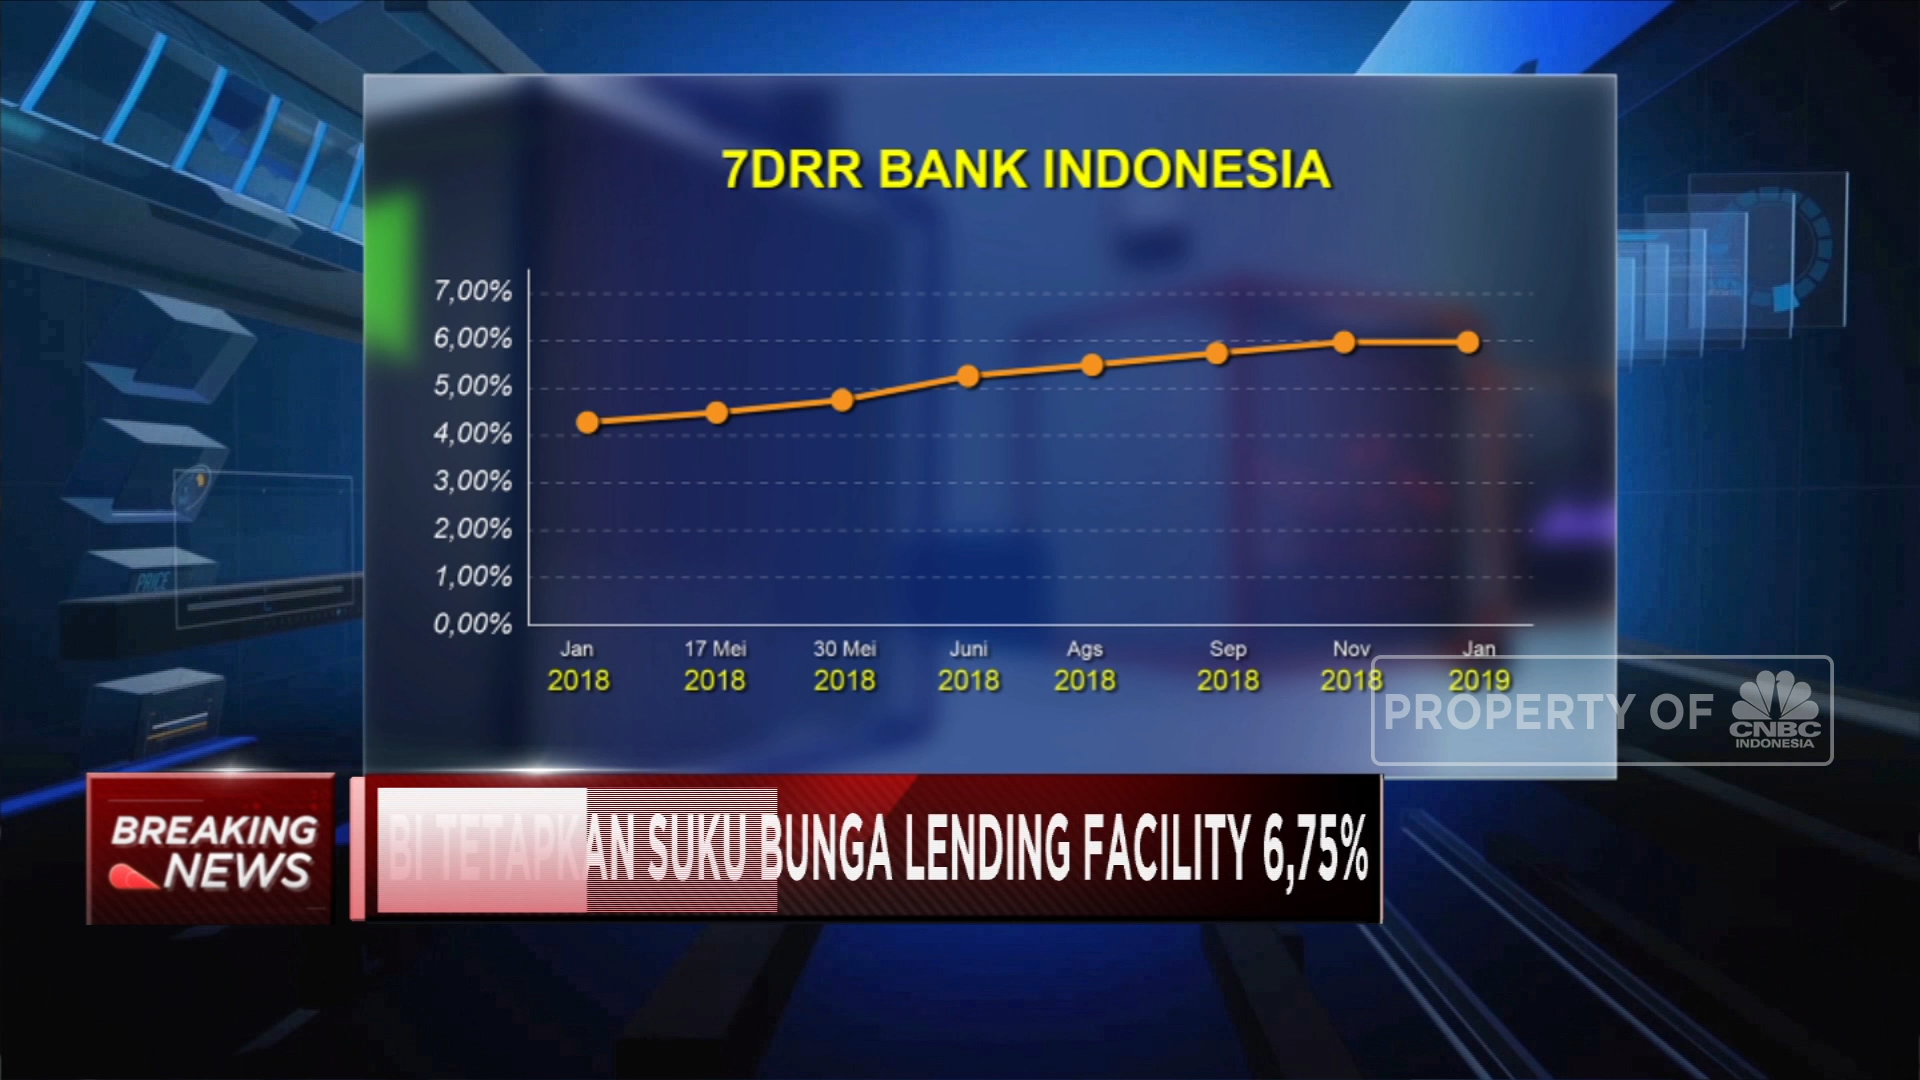 7DRR BANK INDONESIA
7,00%
6,00%
5,00%
4,00%
3,00%
2,00%
1,00%
0,00%
Jan 17 Mei 30 Mei Juni Ags Sep Nov Jan
2018 2018 2018 2018 2018 2018 2018 2019
PRICE
PROPERTY OF CNBC INDONESIA
BREAKING NEWS
BI TETAPKAN SUKU BUNGA LENDING FACILITY 6,75%